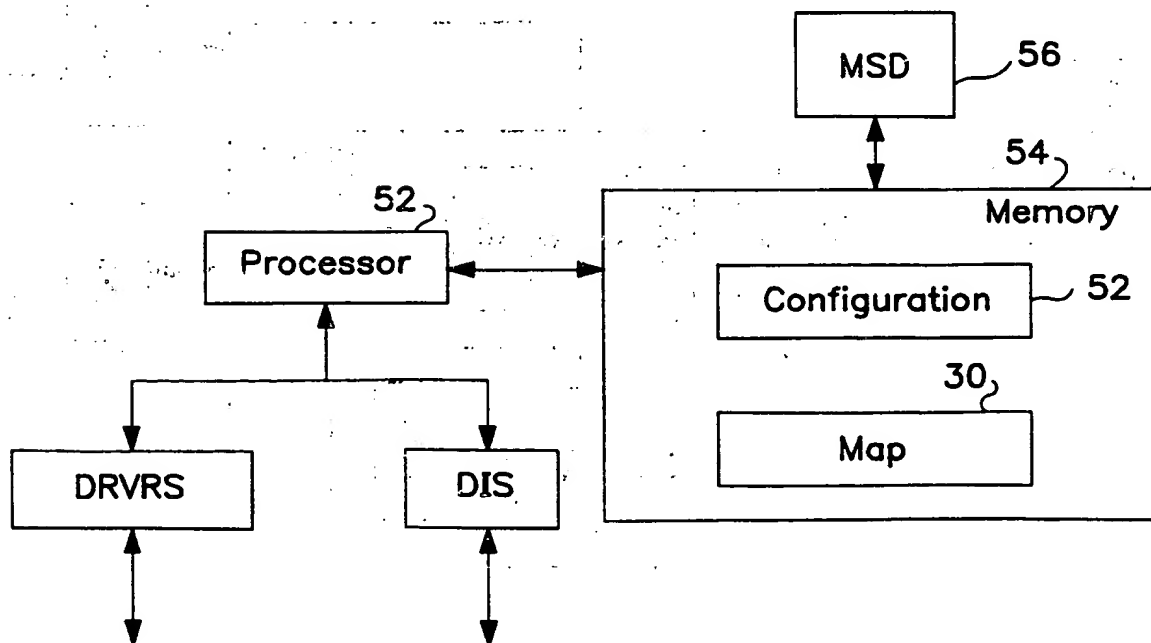 MSD
56
54
Memory
52
Processor
Configuration
52
30
Map
DRVRS
DIS